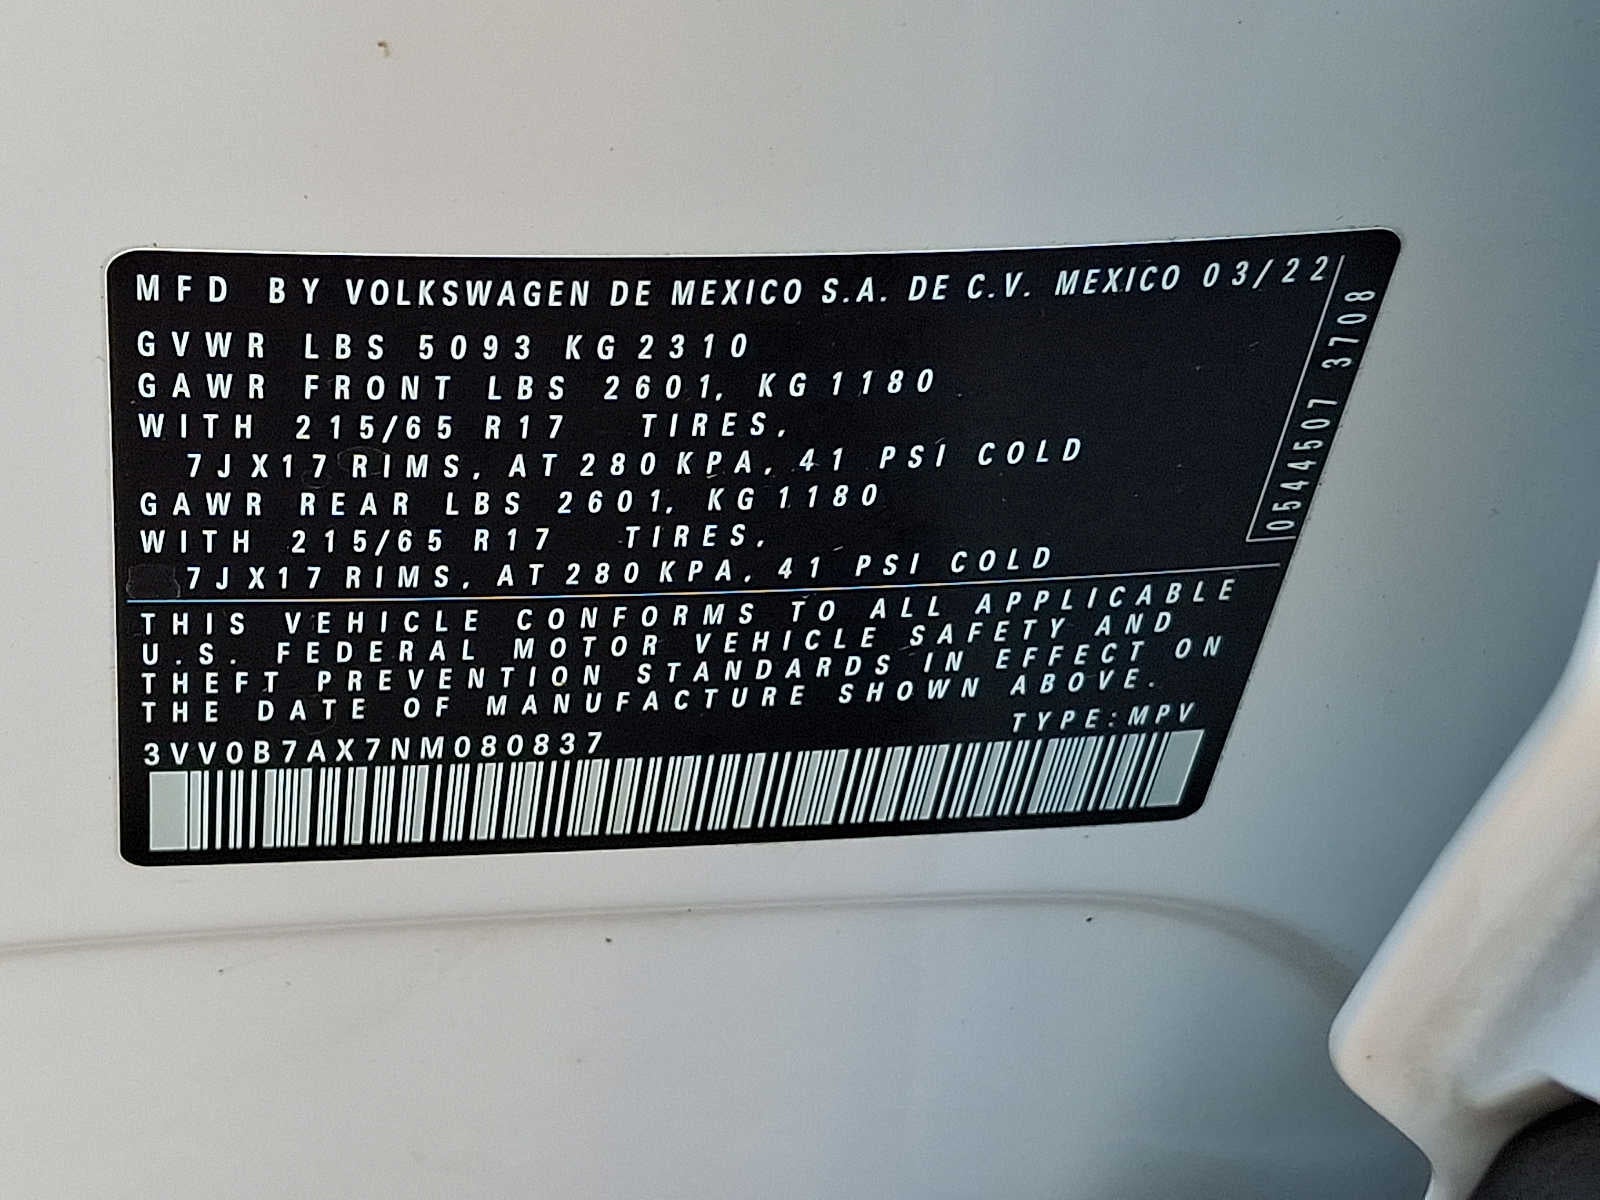 MFD BY VOLKSWAGEN DE MEXICO S.A. DE C.V. MEXICO 03/22
GVWR LBS 5093 KG 2310
GAWR FRONT LBS 2601, KG 1180
WITH 215/65 R17 TIRES,
7JX17 RIMS, AT 280 KPA, 41 PSI COLD
GAWR REAR LBS 2601, KG 1180
WITH 215/65 R17 TIRES,
7JX17 RIMS, AT 280 KPA, 41 PSI COLD
0544507 3708
THIS VEHICLE CONFORMS TO ALL APPLICABLE
U.S. FEDERAL MOTOR VEHICLE SAFETY AND
THEFT PREVENTION STANDARDS IN EFFECT ON
THE DATE OF MANUFACTURE SHOWN ABOVE.
TYPE:MPV
3VV0B7AX7NM080837